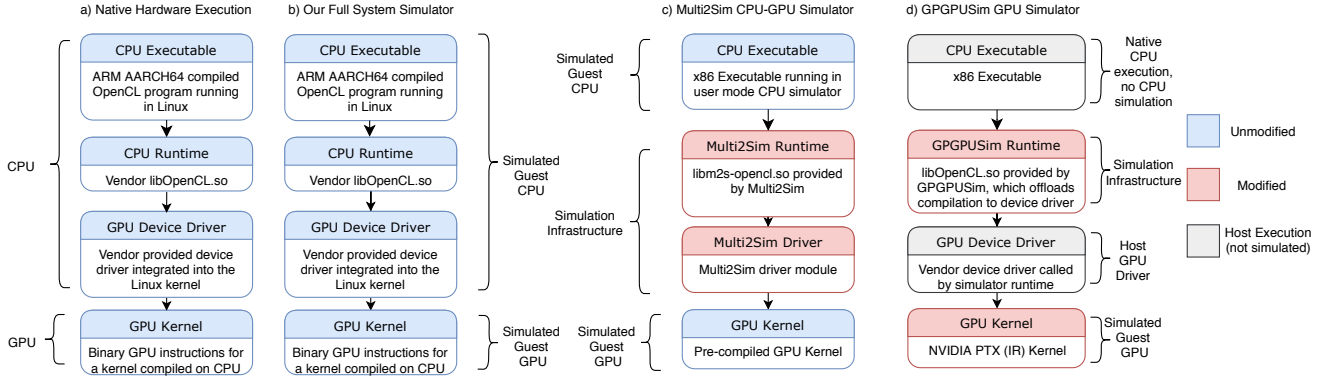 a) Native Hardware Execution
CPU
CPU Executable
ARM AARCH64 compiled
OpenCL program running
in Linux
CPU Runtime
Vendor libOpenCL.so
GPU Device Driver
Vendor provided device
driver integrated into the
Linux kernel
GPU
GPU Kernel
Binary GPU instructions for
a kernel compiled on CPU
b) Our Full System Simulator
CPU Executable
ARM AARCH64 compiled
OpenCL program running
in Linux
CPU Runtime
Vendor libOpenCL.so
GPU Device Driver
Vendor provided device
driver integrated into the
Linux kernel
Simulated
Guest
CPU
GPU Kernel
Binary GPU instructions for
a kernel compiled on CPU
Simulated
Guest
GPU
c) Multi2Sim CPU-GPU Simulator
Simulated
Guest
CPU
CPU Executable
x86 Executable running in
user mode CPU simulator
Simulation
Infrastructure
Multi2Sim Runtime
libm2s-opencl.so provided
by Multi2Sim
Multi2Sim Driver
Multi2Sim driver module
Simulated
Guest
GPU
GPU Kernel
Pre-compiled GPU Kernel
d) GPGPUSim GPU Simulator
CPU Executable
x86 Executable
Native
CPU
execution,
no CPU
simulation
GPGPUSim Runtime
libOpenCL.so provided by
GPGPUSim, which offloads
compilation to device driver
Simulation
Infrastructure
GPU Device Driver
Vendor device driver called
by simulator runtime
Host
GPU
Driver
GPU Kernel
NVIDIA PTX (IR) Kernel
Simulated
Guest
GPU
Unmodified
Modified
Host Execution
(not simulated)